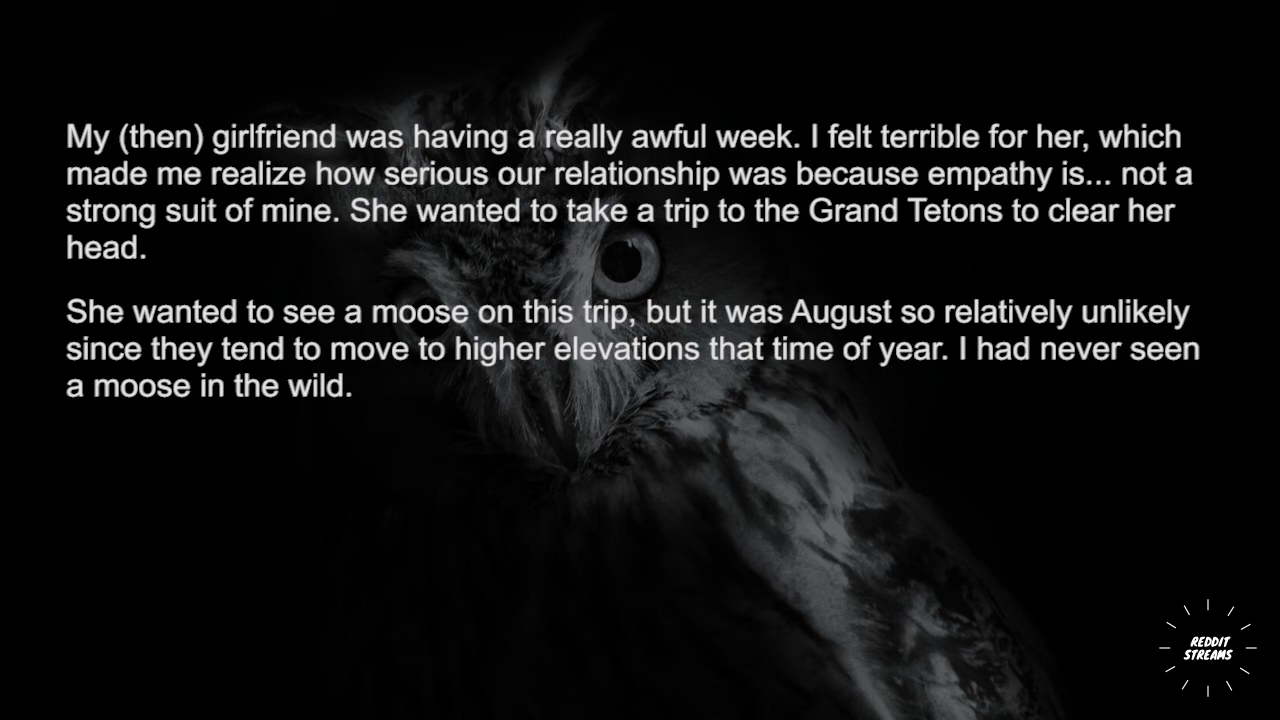 My (then) girlfriend was having a really awful week. I felt terrible for her, which
made me realize how serious our relationship was because empathy is... not a
strong suit of mine. She wanted to take a trip to the Grand Tetons to clear her
head.
She wanted to see a moose on this trip, but it was August so relatively unlikely
since they tend to move to higher elevations that time of year. I had never seen
a moose in the wild.
REDDIT
STREAMS